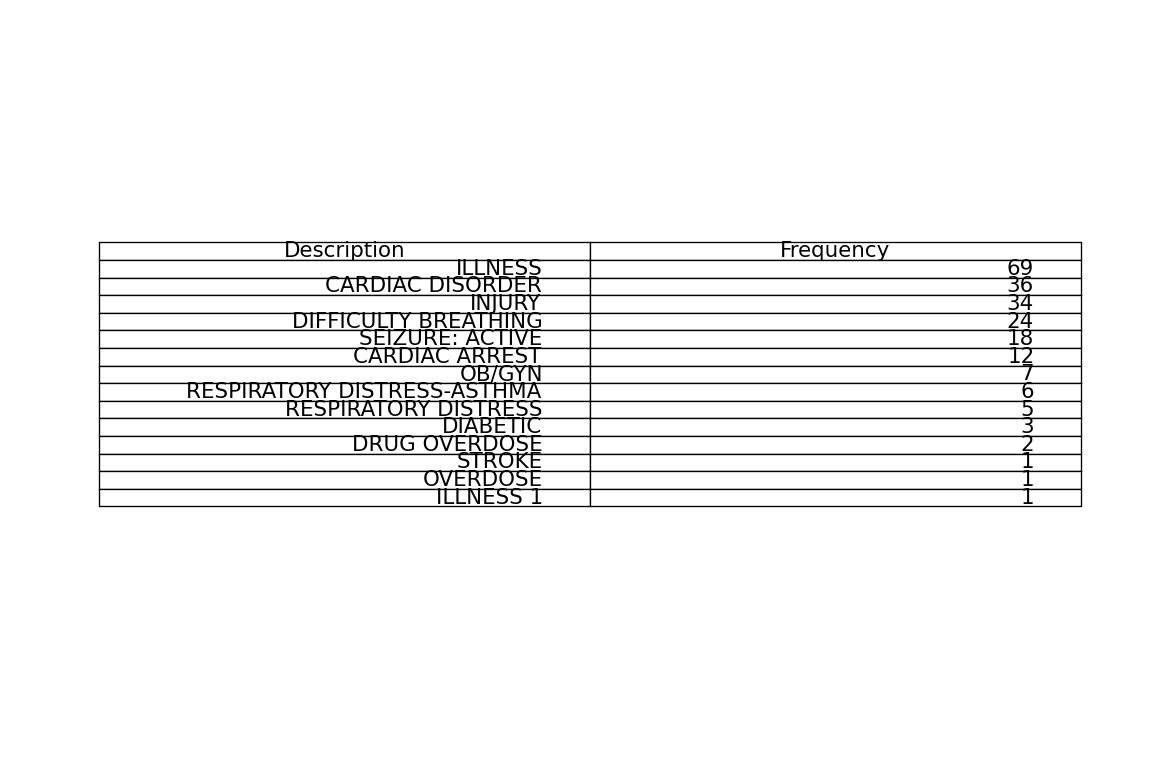 Description Frequency
ILLNESS 69
CARDIAC DISORDER 36
INJURY 34
DIFFICULTY BREATHING 24
SEIZURE: ACTIVE 18
CARDIAC ARREST 12
OB/GYN 7
RESPIRATORY DISTRESS-ASTHMA 6
RESPIRATORY DISTRESS 5
DIABETIC 3
DRUG OVERDOSE 2
STROKE 1
OVERDOSE 1
ILLNESS 1 1